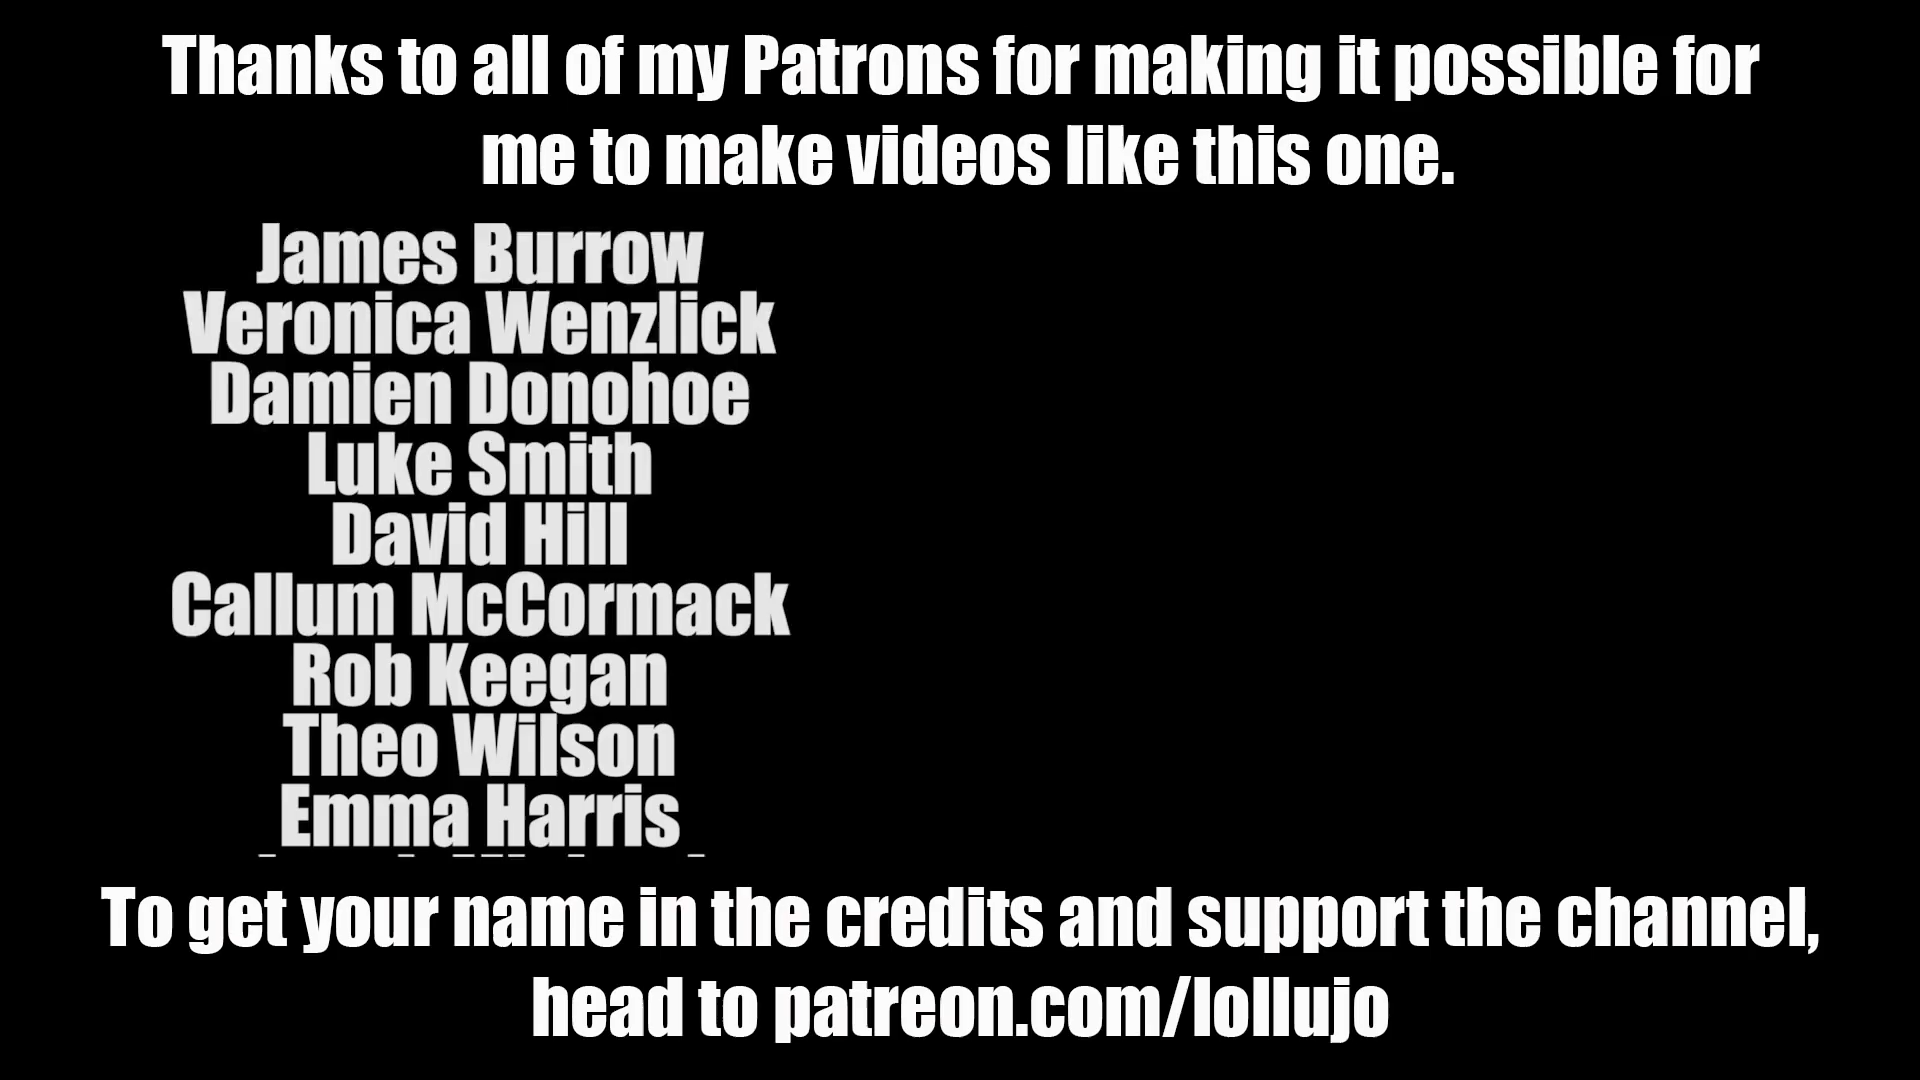 Thanks to all of my Patrons for making it possible for
me to make videos like this one.
James Burrow
Veronica Wenzlick
Damien Donohoe
Luke Smith
David Hill
Callum McCormack
Rob Keegan
Theo Wilson
Emma Harris
To get your name in the credits and support the channel,
head to patreon.com/lollujo